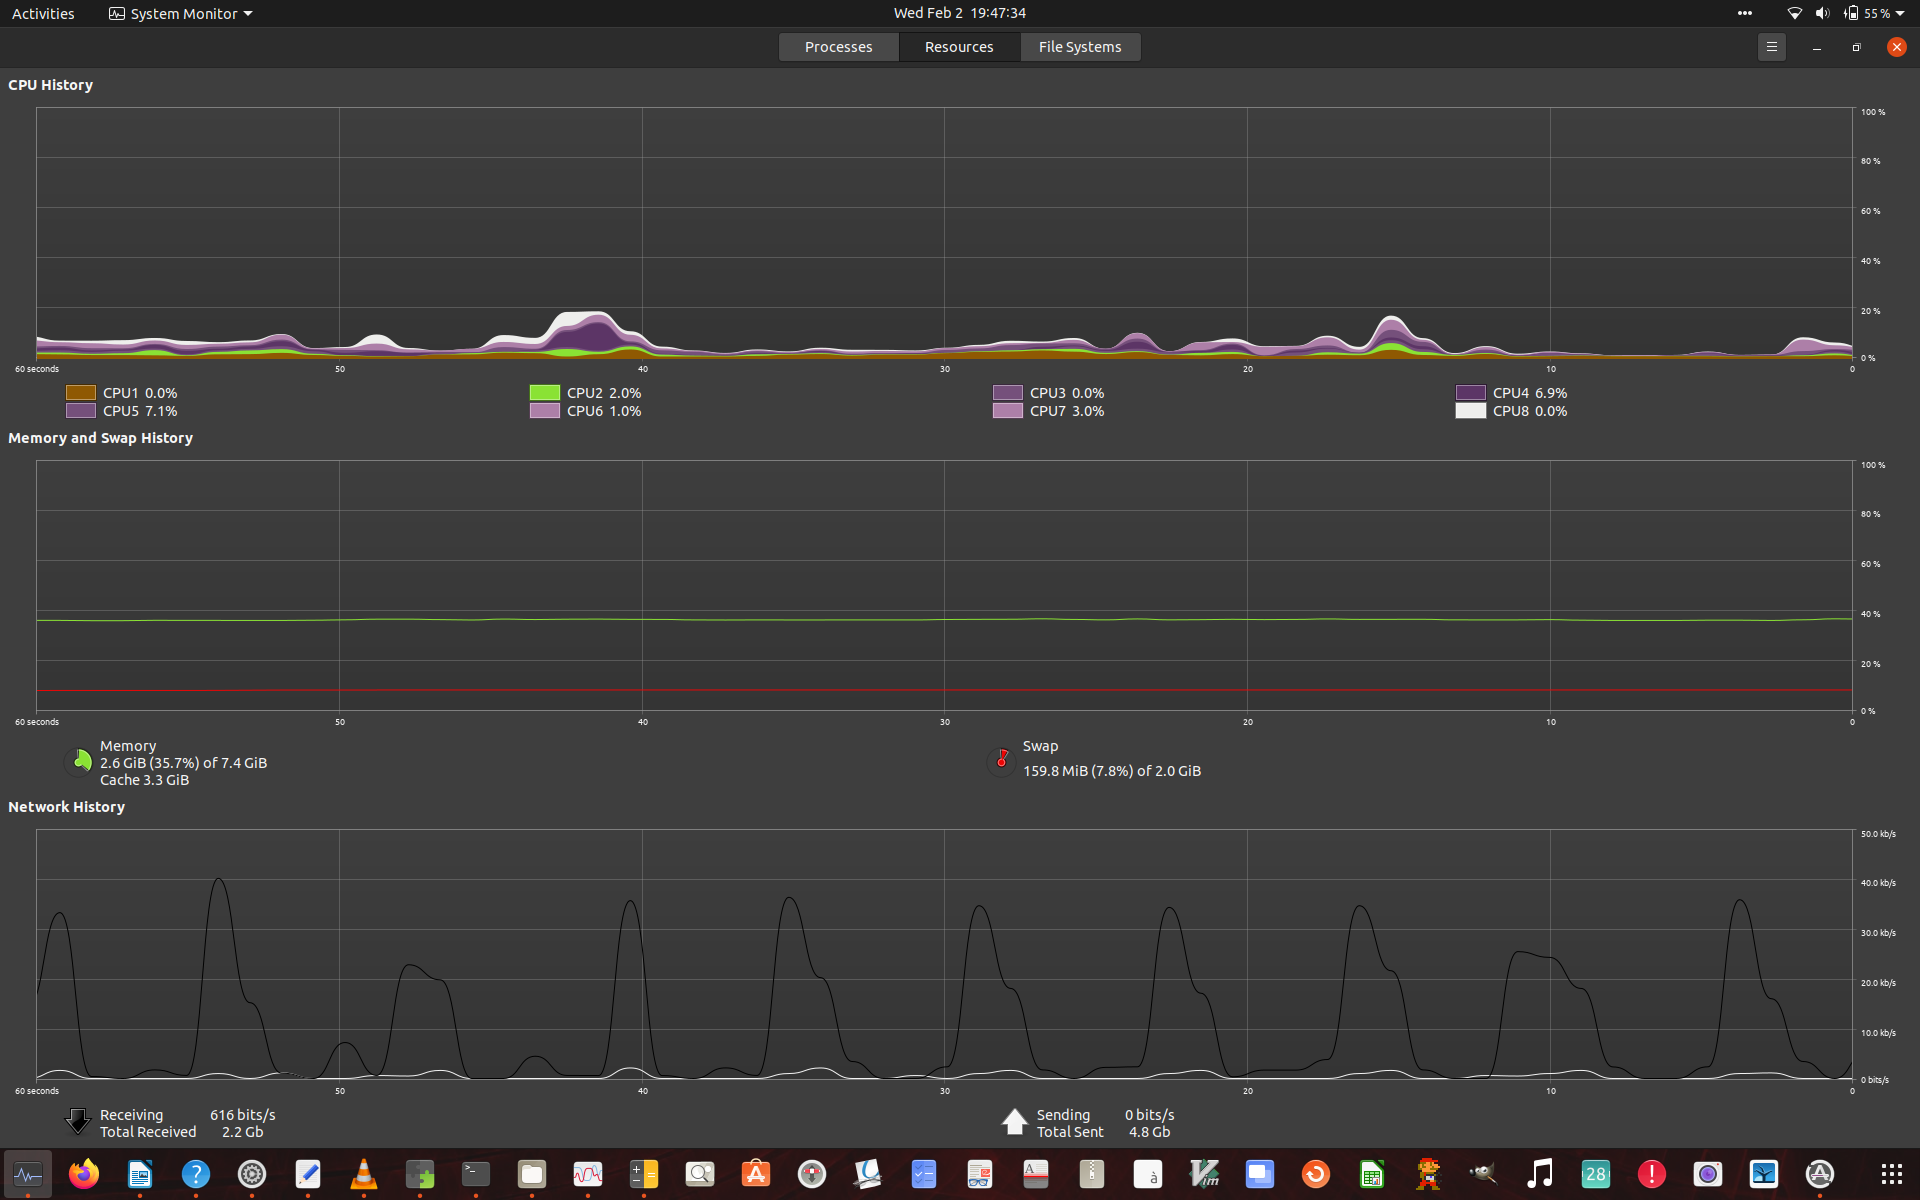 Activities System Monitor Wed Feb 2 19:47:34 55 %
Processes Resources File Systems
CPU History
100 %
80 %
60 %
40 %
20 %
0 %
60 seconds 50 40 30 20 10 0
CPU1 0.0% CPU2 2.0% CPU3 0.0% CPU4 6.9%
CPU5 7.1% CPU6 1.0% CPU7 3.0% CPU8 0.0%
Memory and Swap History
100 %
80 %
60 %
40 %
20 %
0 %
60 seconds 50 40 30 20 10 0
Memory
2.6 GiB (35.7%) of 7.4 GiB
Cache 3.3 GiB
Swap
159.8 MiB (7.8%) of 2.0 GiB
Network History
50.0 kb/s
40.0 kb/s
30.0 kb/s
20.0 kb/s
10.0 kb/s
0 bits/s
60 seconds 50 40 30 20 10 0
Receiving 616 bits/s
Total Received 2.2 Gb
Sending 0 bits/s
Total Sent 4.8 Gb
? >_ A à Vim 28 !